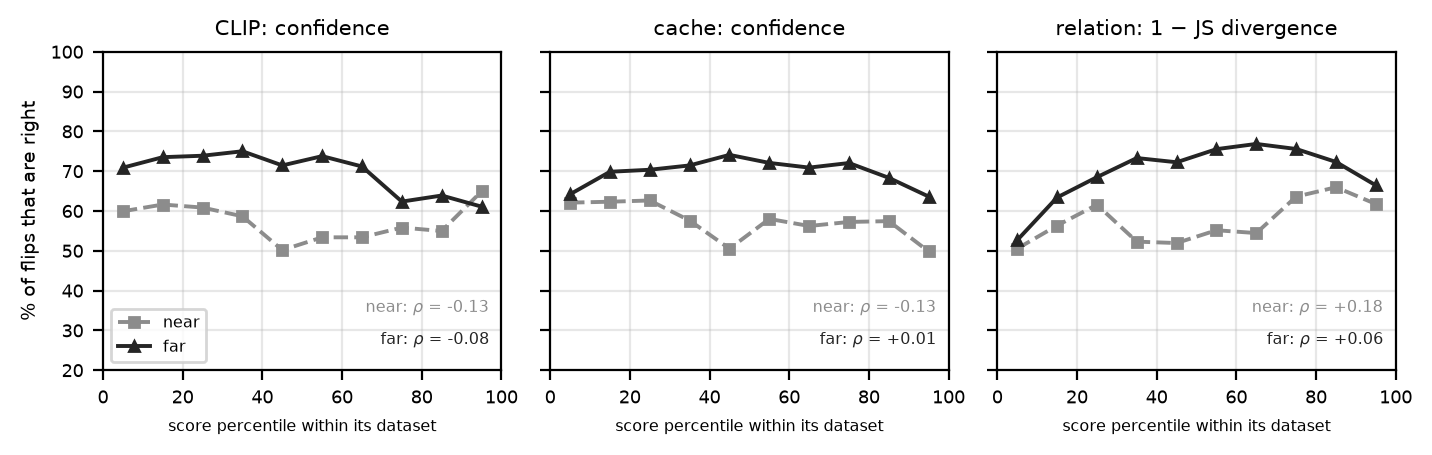 CLIP: confidence
cache: confidence
relation: 1 − JS divergence
% of flips that are right
100
90
80
70
60
50
40
30
20
near: ρ = -0.13
far: ρ = -0.08
near
far
near: ρ = -0.13
far: ρ = +0.01
near: ρ = +0.18
far: ρ = +0.06
0 20 40 60 80 100
0 20 40 60 80 100
0 20 40 60 80 100
score percentile within its dataset
score percentile within its dataset
score percentile within its dataset